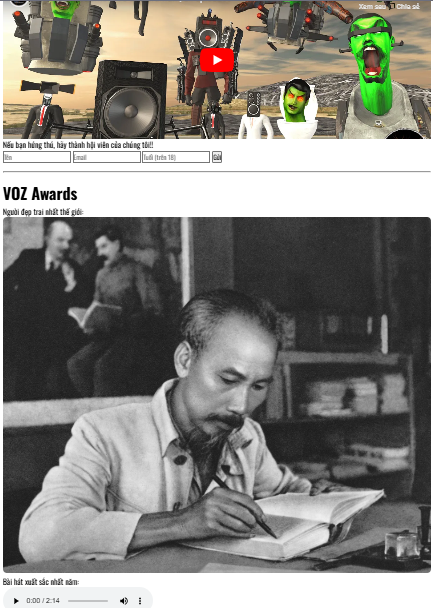 Xem sau
Chia sẻ
Nếu bạn hứng thú, hãy thành hội viên của chúng tôi!!
Tên
Email
Tuổi (trên 18)
Gửi
VOZ Awards
Người đẹp trai nhất thế giới:
Bài hát xuất sắc nhất năm:
0:00 / 2:14